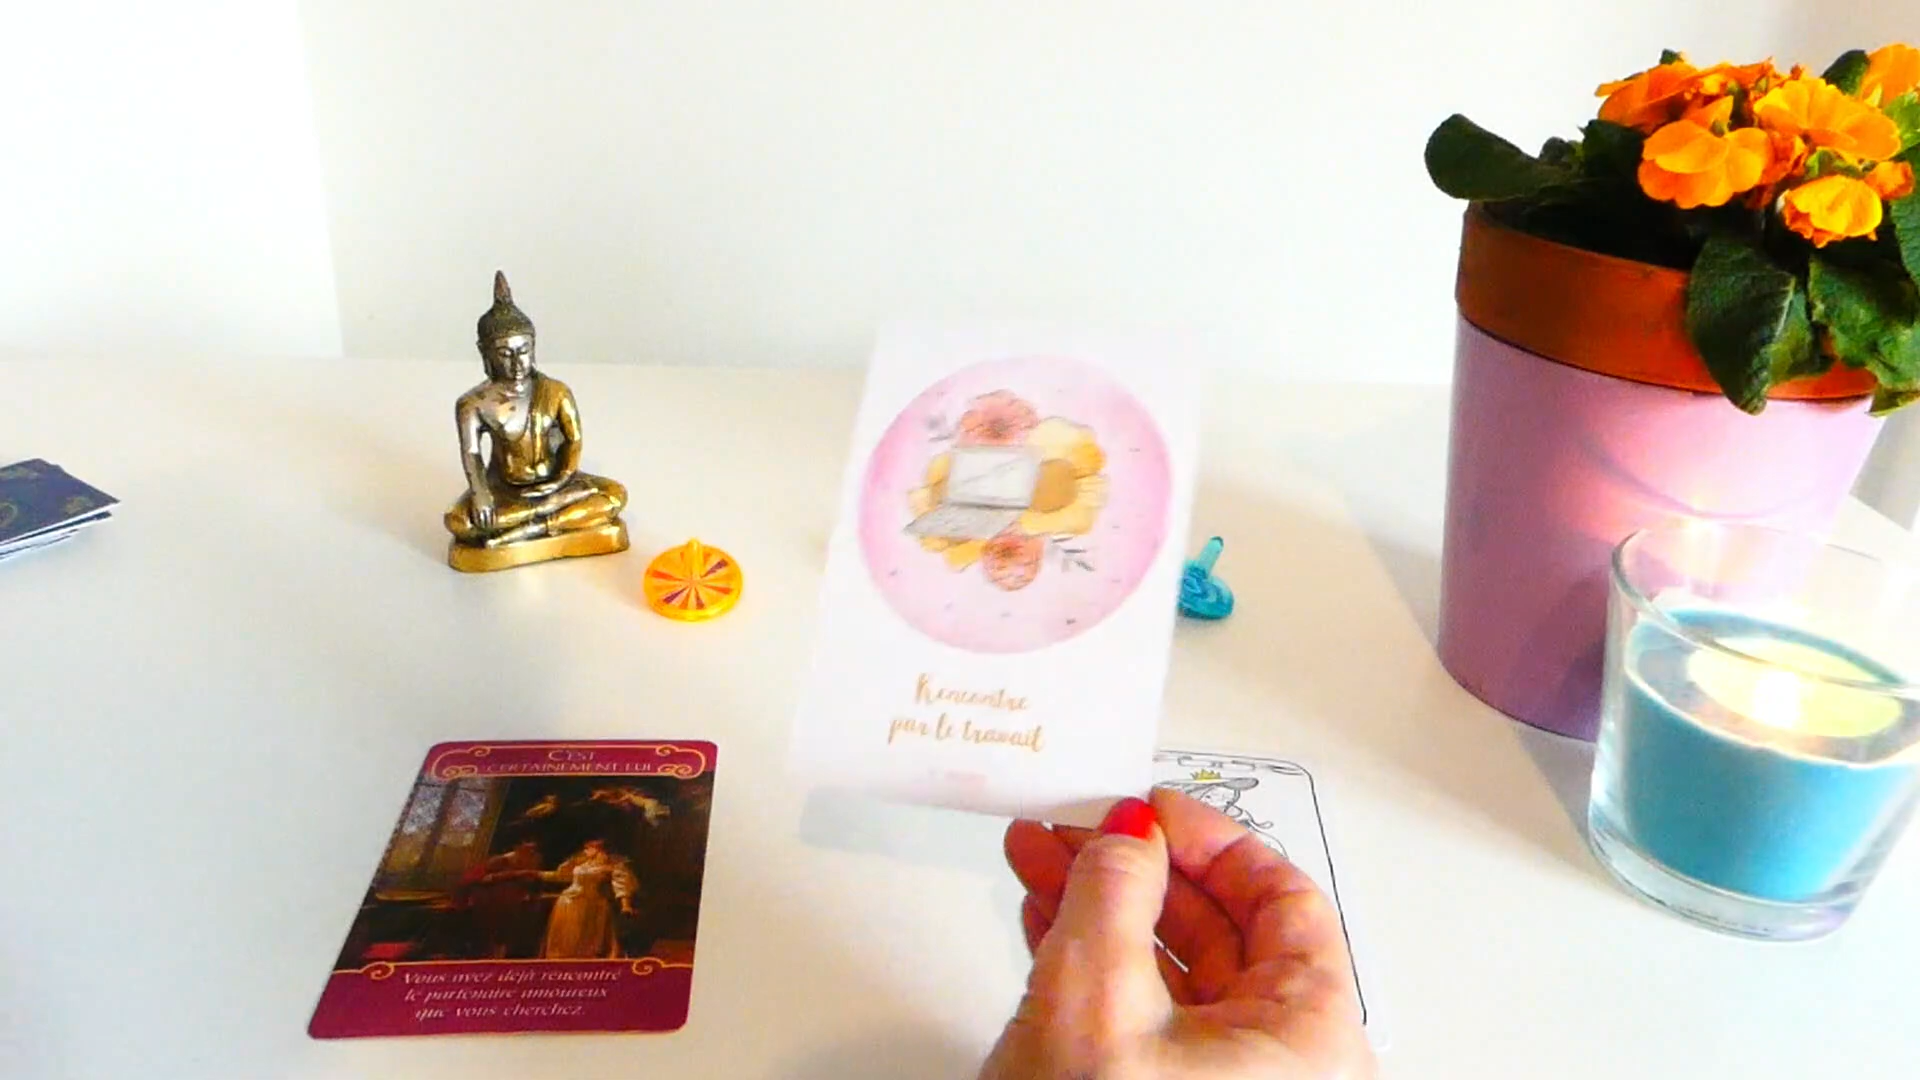 Rencontre
par le travail
C'EST
CERTAINEMENT LUI
Vous avez déjà rencontré
le partenaire amoureux
que vous cherchez.